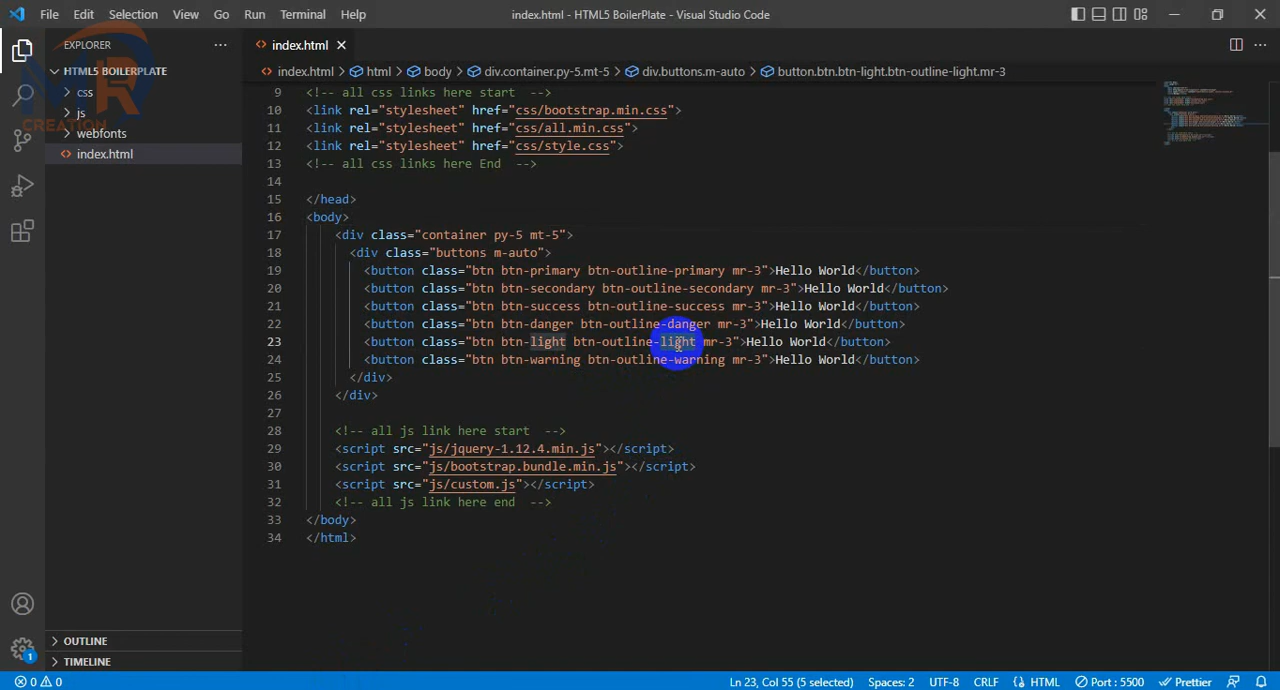 File Edit Selection View Go Run Terminal Help index.html - HTML5 BoilerPlate - Visual Studio Code
EXPLORER
index.html
HTML5 BOILERPLATE
index.html > html > body > div.container.py-5.mt-5 > div.buttons.m-auto > button.btn.btn-light.btn-outline-light.mr-3
css
js
webfonts
index.html
MR
CREATION
9 <!-- all css links here start -->
10 <link rel="stylesheet" href="css/bootstrap.min.css">
11 <link rel="stylesheet" href="css/all.min.css">
12 <link rel="stylesheet" href="css/style.css">
13 <!-- all css links here End -->
14
15 </head>
16 <body>
17 <div class="container py-5 mt-5">
18 <div class="buttons m-auto">
19 <button class="btn btn-primary btn-outline-primary mr-3">Hello World</button>
20 <button class="btn btn-secondary btn-outline-secondary mr-3">Hello World</button>
21 <button class="btn btn-success btn-outline-success mr-3">Hello World</button>
22 <button class="btn btn-danger btn-outline-danger mr-3">Hello World</button>
23 <button class="btn btn-light btn-outline-light mr-3">Hello World</button>
24 <button class="btn btn-warning btn-outline-warning mr-3">Hello World</button>
25 </div>
26 </div>
27
28 <!-- all js link here start -->
29 <script src="js/jquery-1.12.4.min.js"></script>
30 <script src="js/bootstrap.bundle.min.js"></script>
31 <script src="js/custom.js"></script>
32 <!-- all js link here end -->
33 </body>
34 </html>
OUTLINE
TIMELINE
1
0 0 Ln 23, Col 55 (5 selected) Spaces: 2 UTF-8 CRLF HTML Port : 5500 Prettier